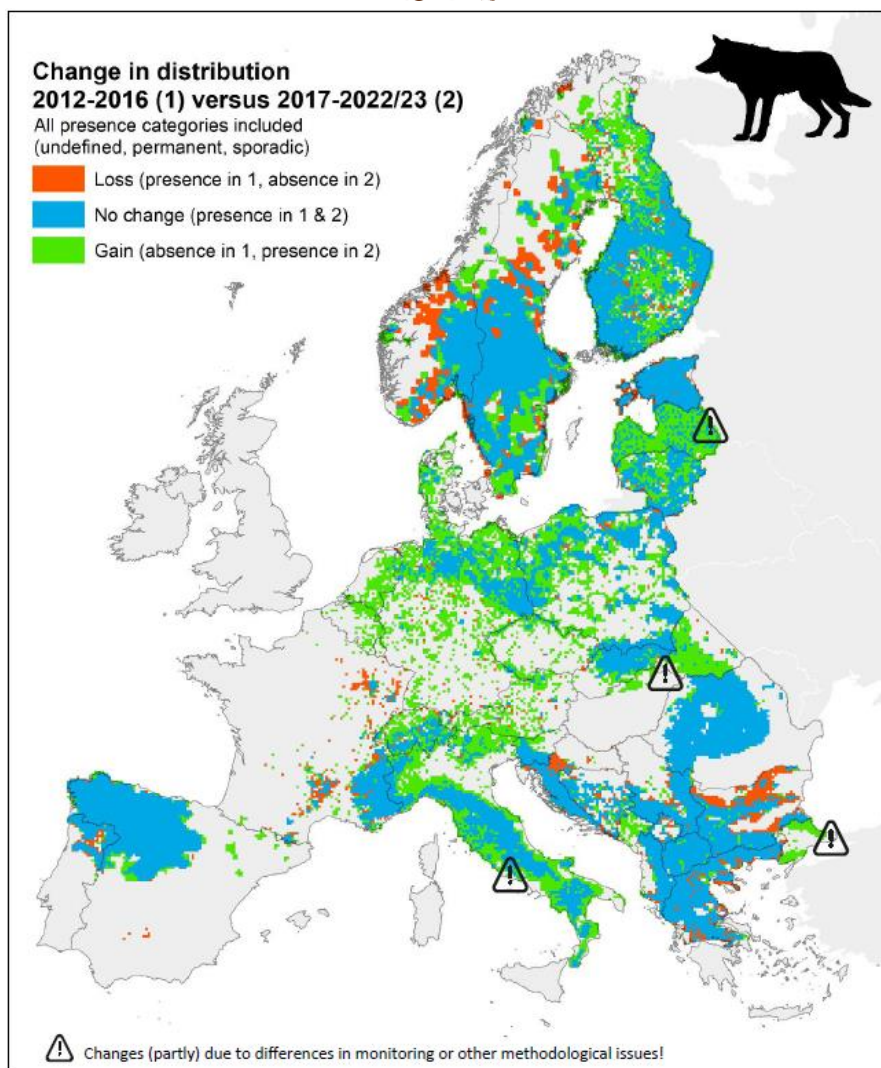 Change in distribution
2012-2016 (1) versus 2017-2022/23 (2)
All presence categories included
(undefined, permanent, sporadic)
Loss (presence in 1, absence in 2)
No change (presence in 1 & 2)
Gain (absence in 1, presence in 2)
Changes (partly) due to differences in monitoring or other methodological issues!